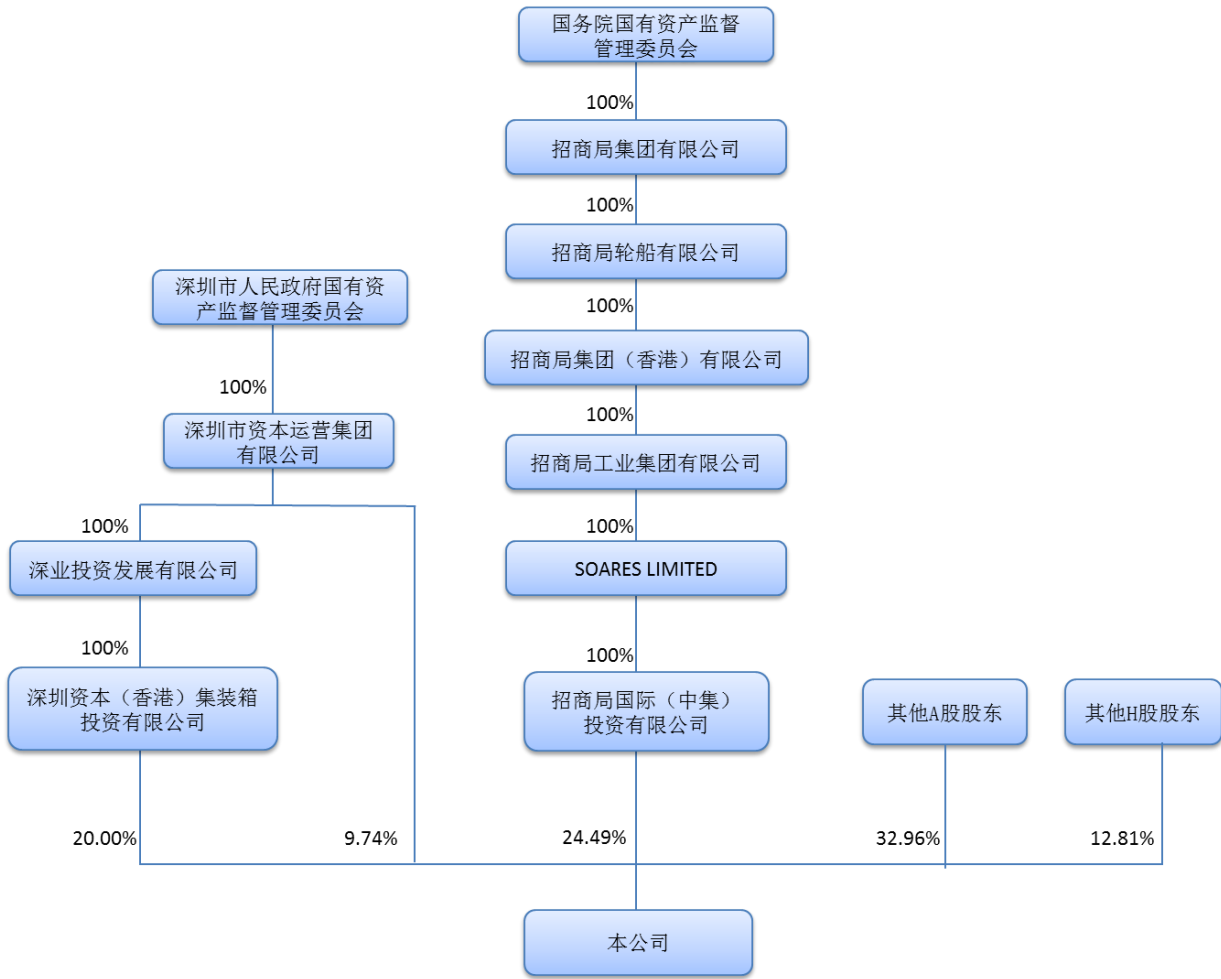 国务院国有资产监督
管理委员会
100%
招商局集团有限公司
100%
招商局轮船有限公司
深圳市人民政府国有资
产监督管理委员会
100%
招商局集团（香港）有限公司
100%
100%
深圳市资本运营集团
有限公司
招商局工业集团有限公司
100%
100%
深业投资发展有限公司
SOARES LIMITED
100%
100%
深圳资本（香港）集装箱
投资有限公司
招商局国际（中集）
投资有限公司
其他A股股东
其他H股股东
20.00%
9.74%
24.49%
32.96%
12.81%
本公司